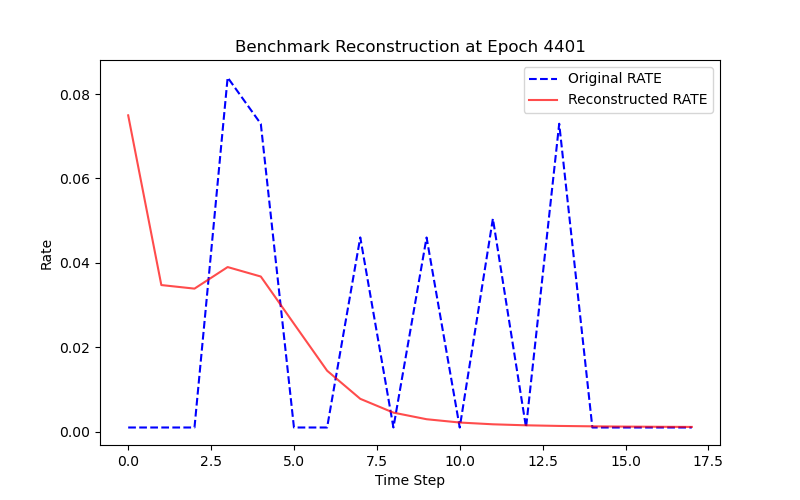 Benchmark Reconstruction at Epoch 4401
Original RATE
Reconstructed RATE
0.08
0.06
0.04
0.02
0.00
Rate
0.0 2.5 5.0 7.5 10.0 12.5 15.0 17.5
Time Step